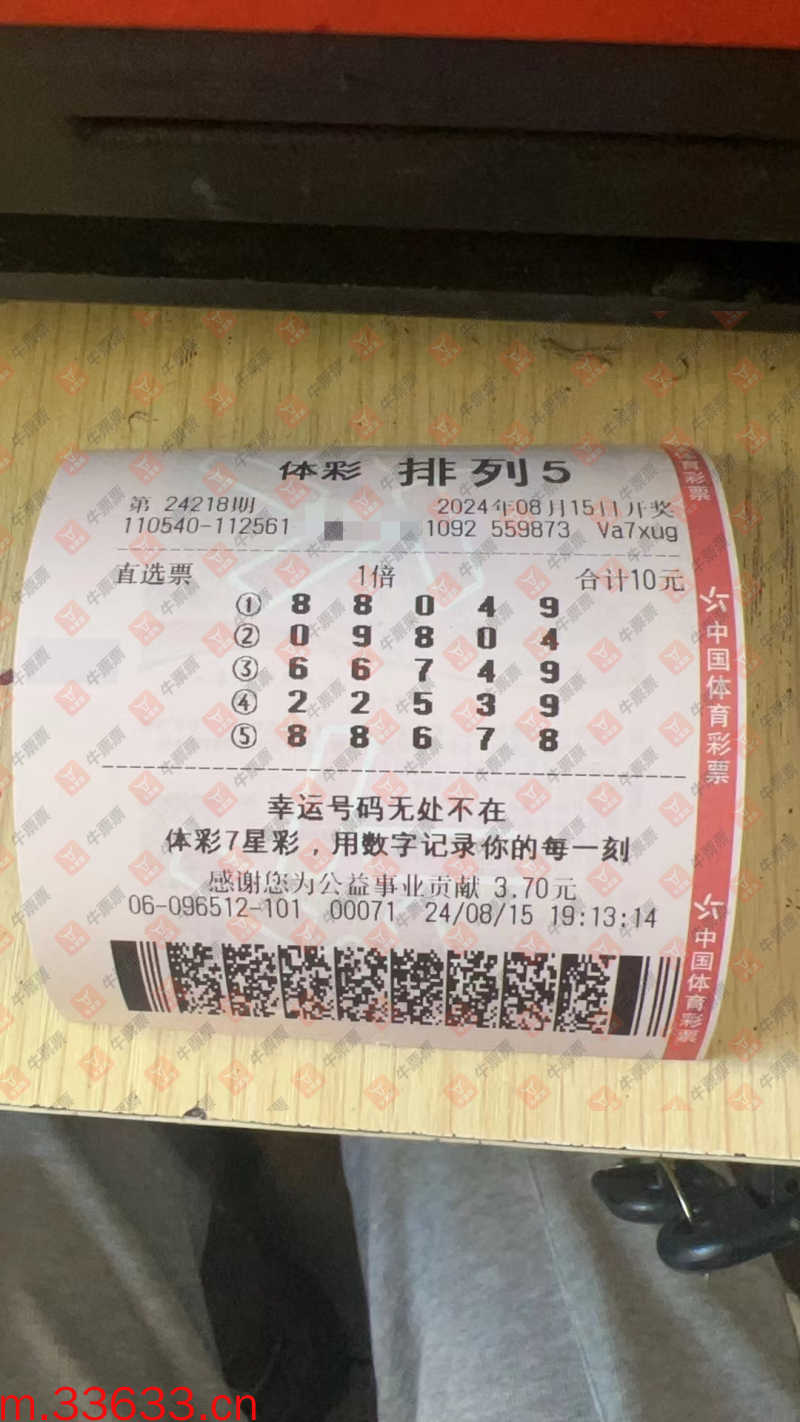 体彩 排列5
第 24218期 2024年08月15日开奖
110540-112561 1092 559873 Va7xug
直选票 1倍 合计10元
① 8 8 0 4 9
② 0 9 8 0 4
③ 6 6 7 4 9
④ 2 2 5 3 9
⑤ 8 8 6 7 8
幸运号码无处不在
体彩7星彩，用数字记录你的每一刻
感谢您为公益事业贡献 3.70元
06-096512-101 00071 24/08/15 19:13:14
育彩票
中国体育彩票
中国体育彩票
牛票票
m.33633.cn